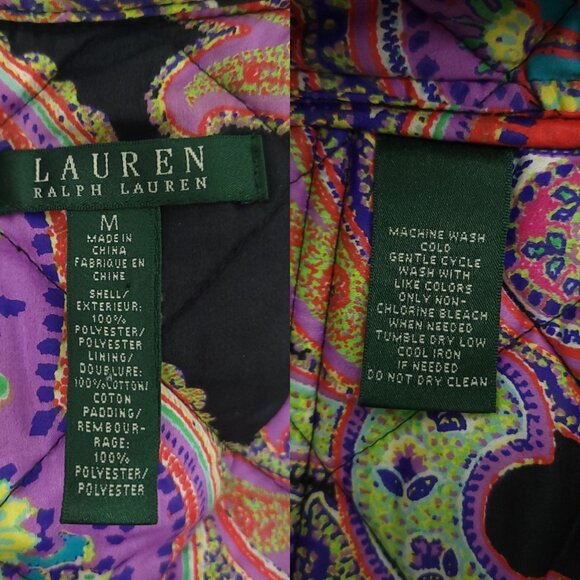 LAUREN
RALPH LAUREN
M
MADE IN
CHINA
FABRIQUE EN
CHINE
SHELL/
EXTERIEUR:
100%
POLYESTER/
POLYESTER
LINING/
DOUBLURE:
100%COTTON/
COTON
PADDING/
REMBOUR-
RAGE:
100%
POLYESTER/
POLYESTER
MACHINE WASH
COLD
GENTLE CYCLE
WASH WITH
LIKE COLORS
ONLY NON-
CHLORINE BLEACH
WHEN NEEDED
TUMBLE DRY LOW
COOL IRON
IF NEEDED
DO NOT DRY CLEAN